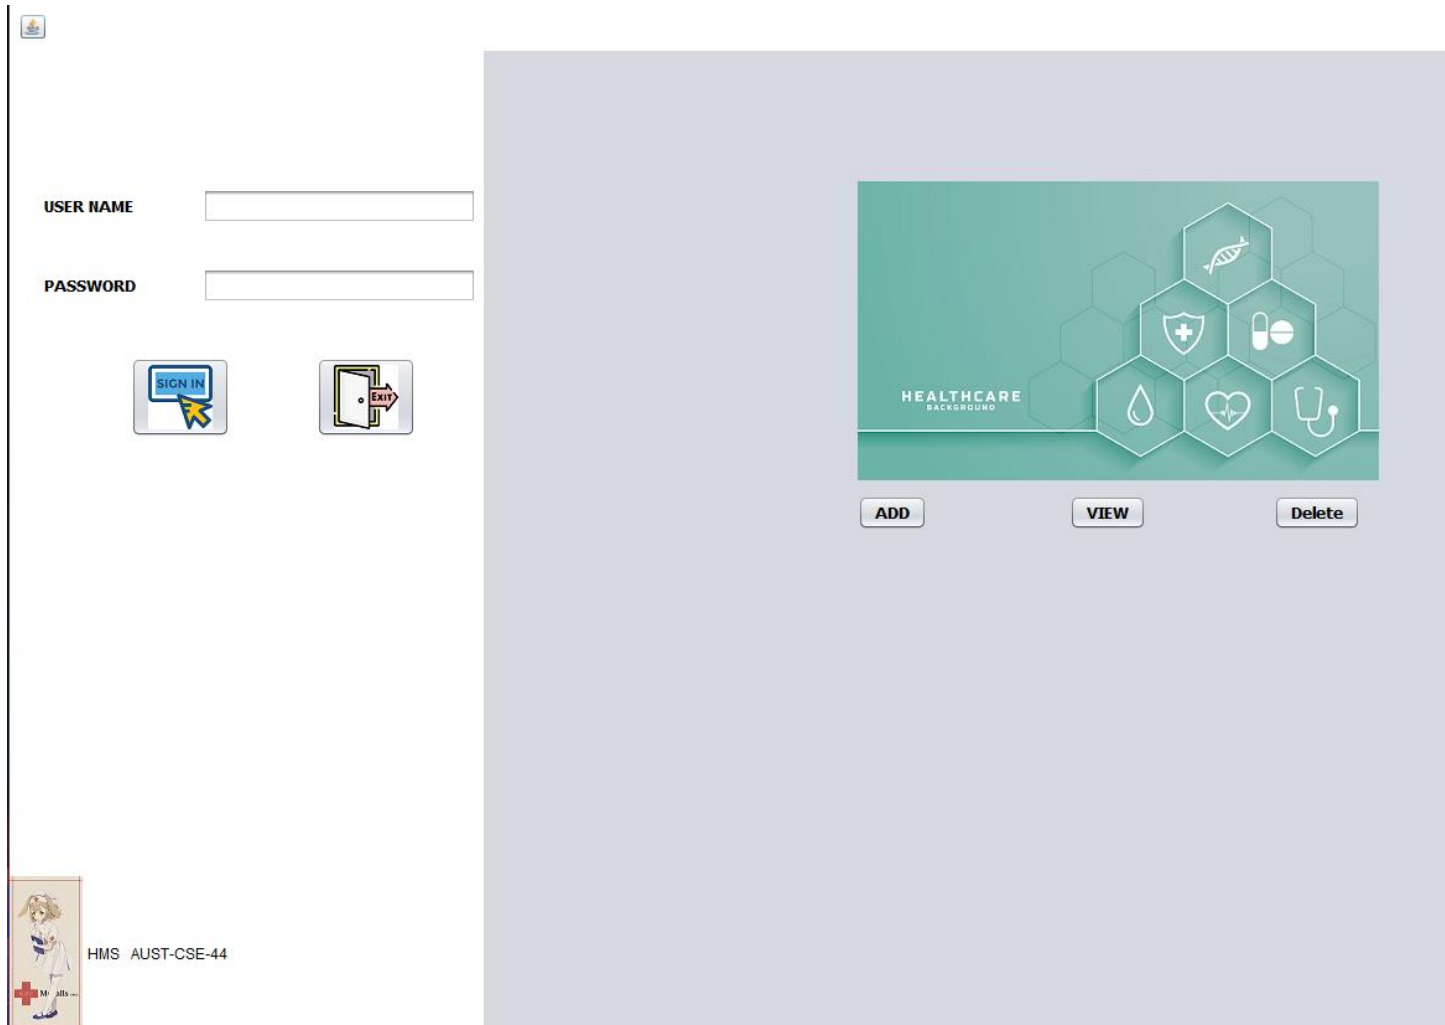 USER NAME
PASSWORD
SIGN IN
EXIT
HEALTHCARE
BACKGROUND
ADD
VIEW
Delete
HMS AUST-CSE-44